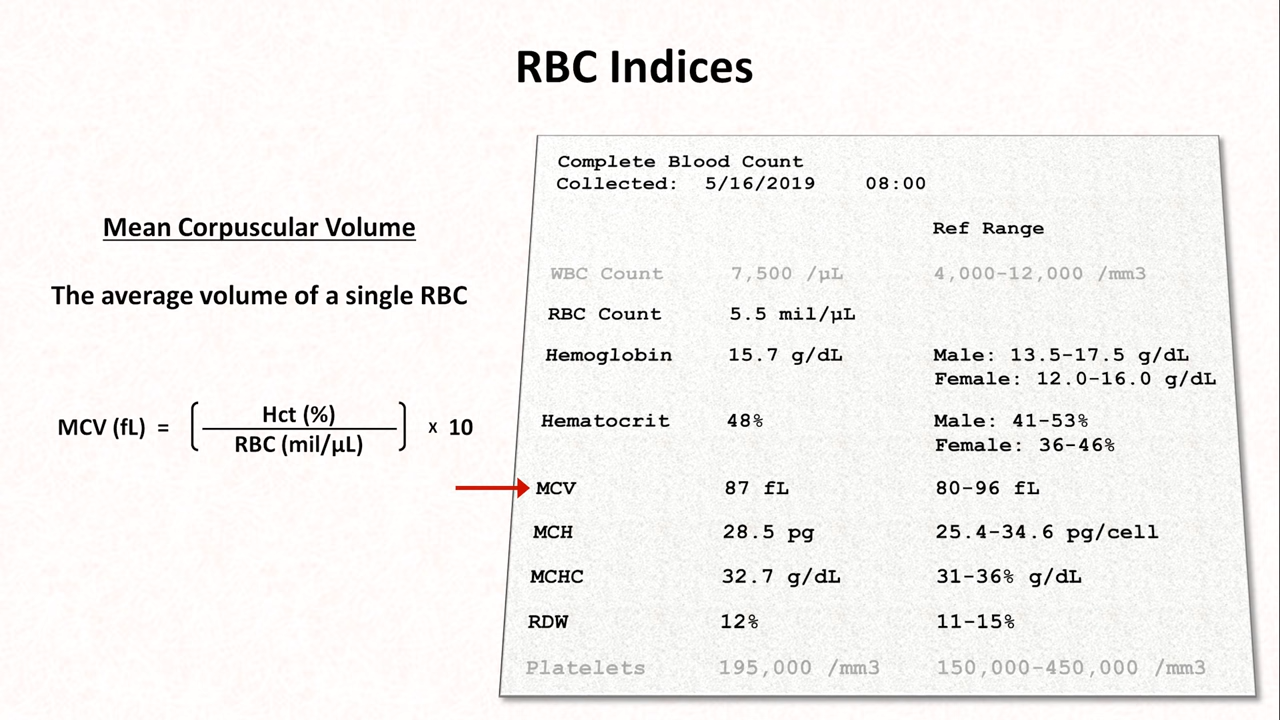 RBC Indices
Mean Corpuscular Volume
The average volume of a single RBC
MCV (fL) = ( Hct (%) / RBC (mil/µL) ) x 10
Complete Blood Count
Collected: 5/16/2019 08:00
Ref Range
WBC Count 7,500 /µL 4,000-12,000 /mm3
RBC Count 5.5 mil/µL
Hemoglobin 15.7 g/dL Male: 13.5-17.5 g/dL
Female: 12.0-16.0 g/dL
Hematocrit 48% Male: 41-53%
Female: 36-46%
MCV 87 fL 80-96 fL
MCH 28.5 pg 25.4-34.6 pg/cell
MCHC 32.7 g/dL 31-36% g/dL
RDW 12% 11-15%
Platelets 195,000 /mm3 150,000-450,000 /mm3